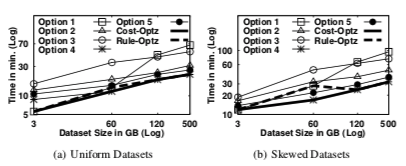 Option 1 Option 5
Option 2 Cost-Optz
Option 3 Rule-Optz
Option 4
Time in min. (Log)
70
30
10
5
3 60 120 500
Dataset Size in GB (Log)
(a) Uniform Datasets
Option 1 Option 5
Option 2 Cost-Optz
Option 3 Rule-Optz
Option 4
Time in min. (Log)
100
60
30
20
10
3 60 120 500
Dataset Size in GB (Log)
(b) Skewed Datasets